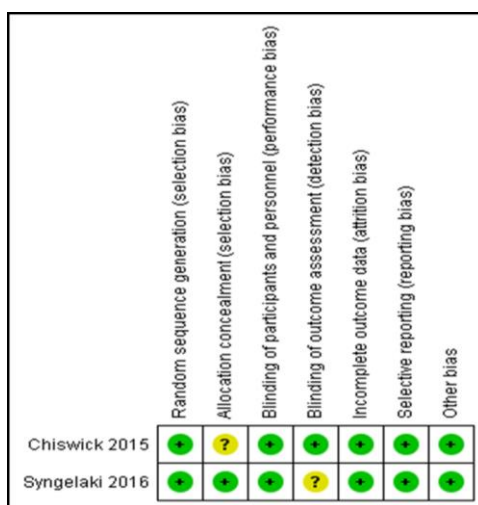 Random sequence generation (selection bias)
Allocation concealment (selection bias)
Blinding of participants and personnel (performance bias)
Blinding of outcome assessment (detection bias)
Incomplete outcome data (attrition bias)
Selective reporting (reporting bias)
Other bias
Chiswick 2015 + ? + + + + +
Syngelaki 2016 + + + ? + + +